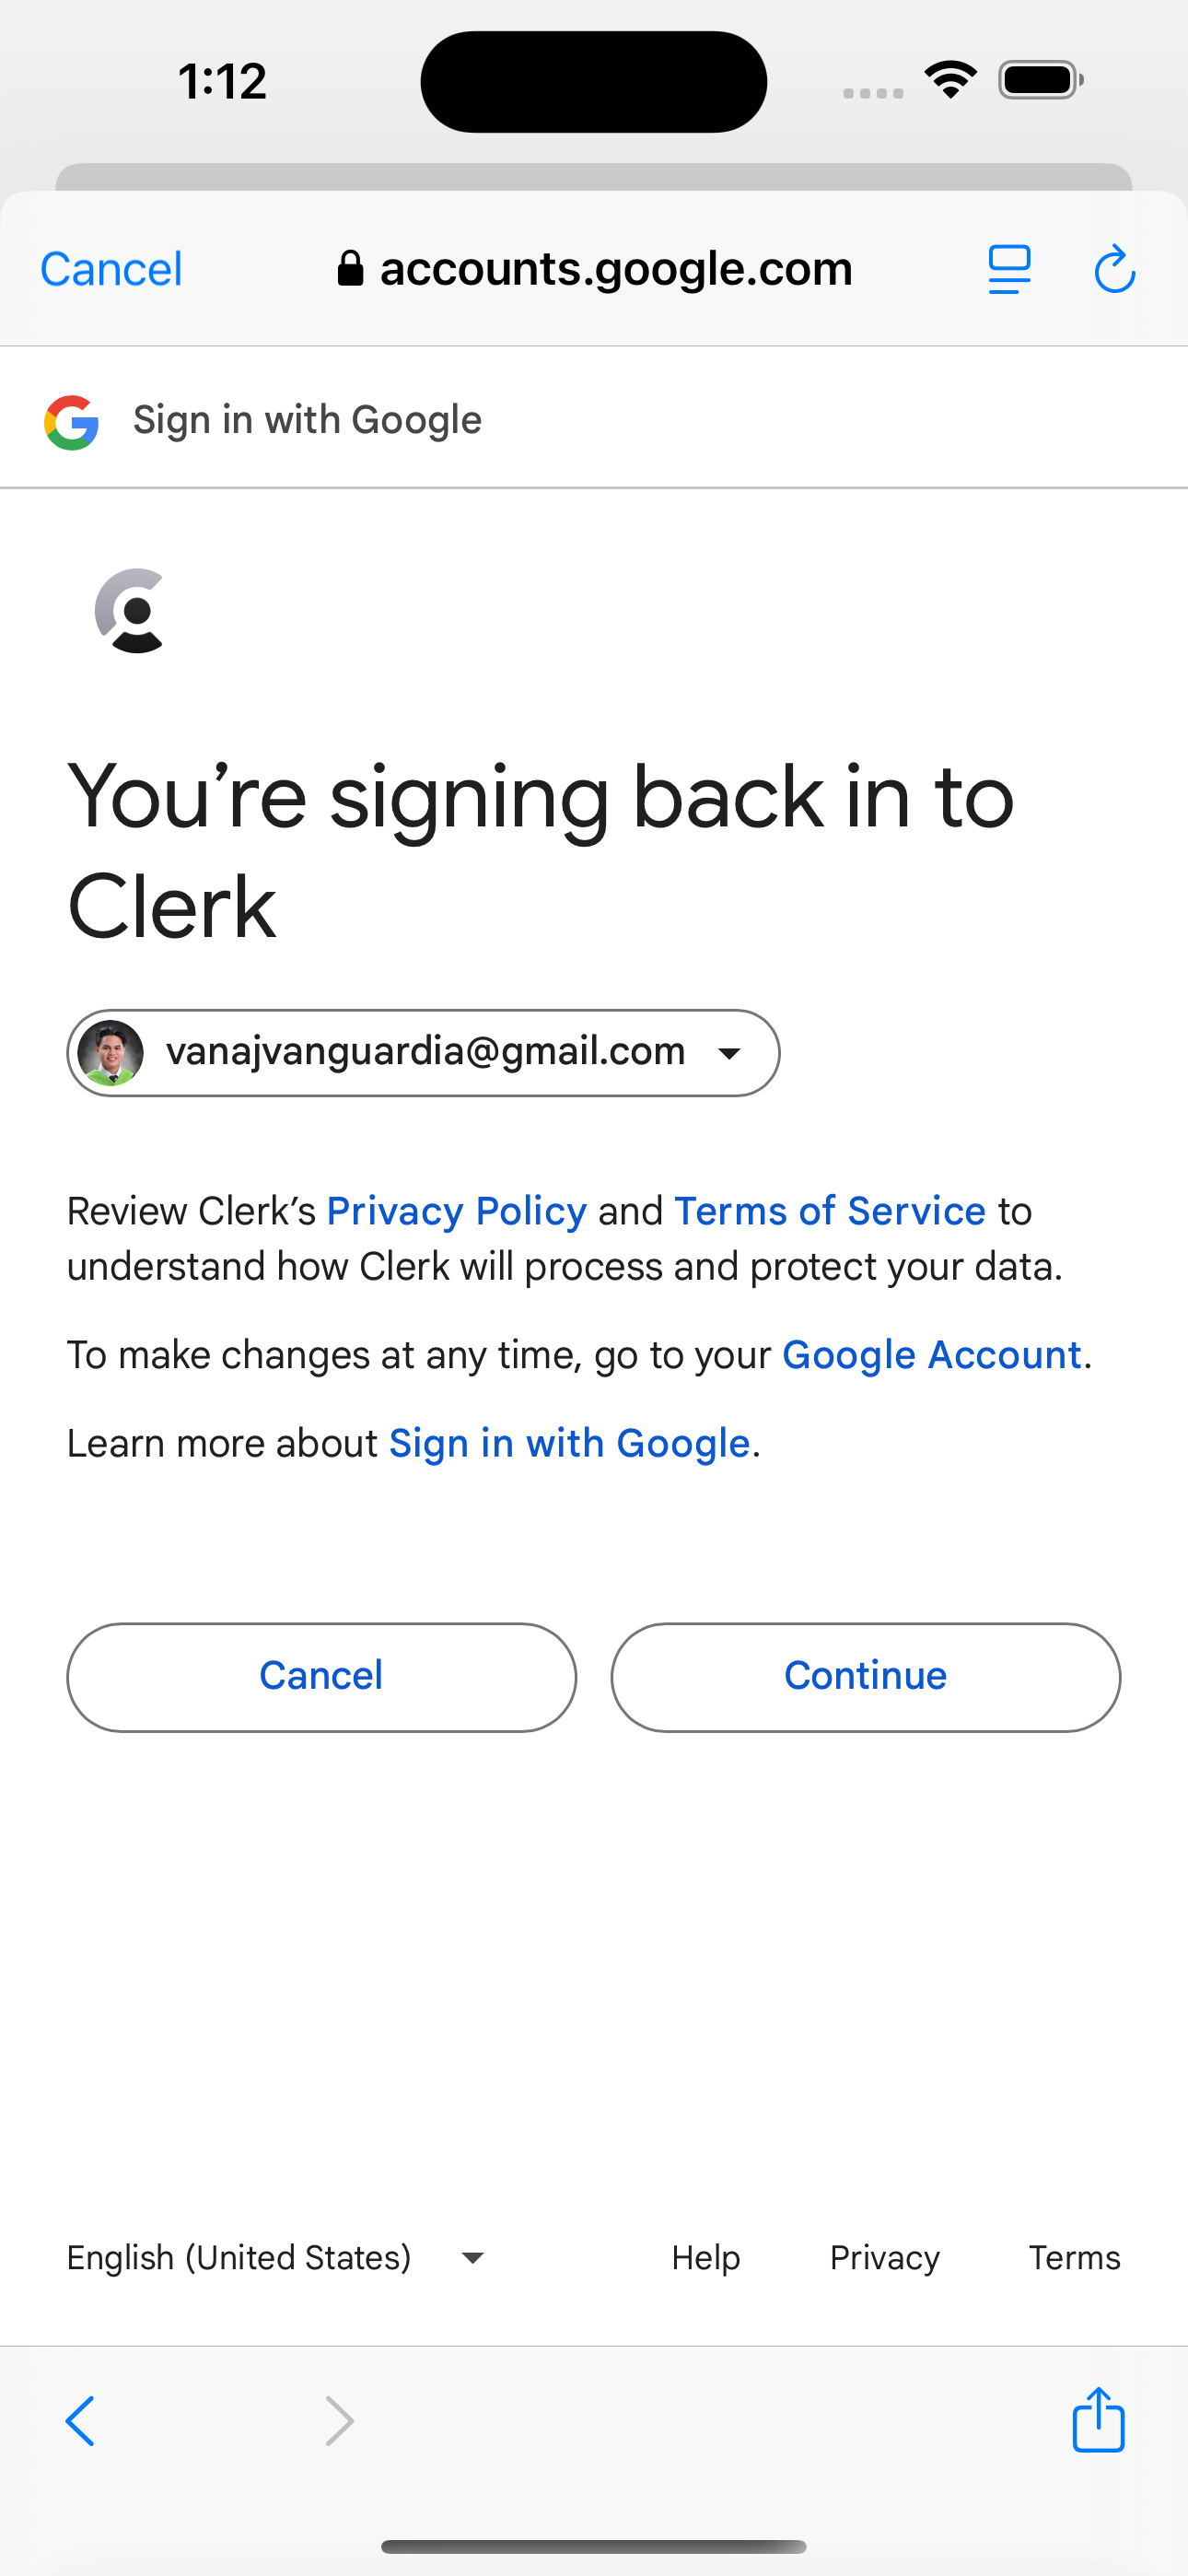 1:12
Cancel
accounts.google.com
Sign in with Google
You’re signing back in to
Clerk
vanajvanguardia@gmail.com
Review Clerk’s Privacy Policy and Terms of Service to
understand how Clerk will process and protect your data.
To make changes at any time, go to your Google Account.
Learn more about Sign in with Google.
Cancel
Continue
English (United States)
Help
Privacy
Terms